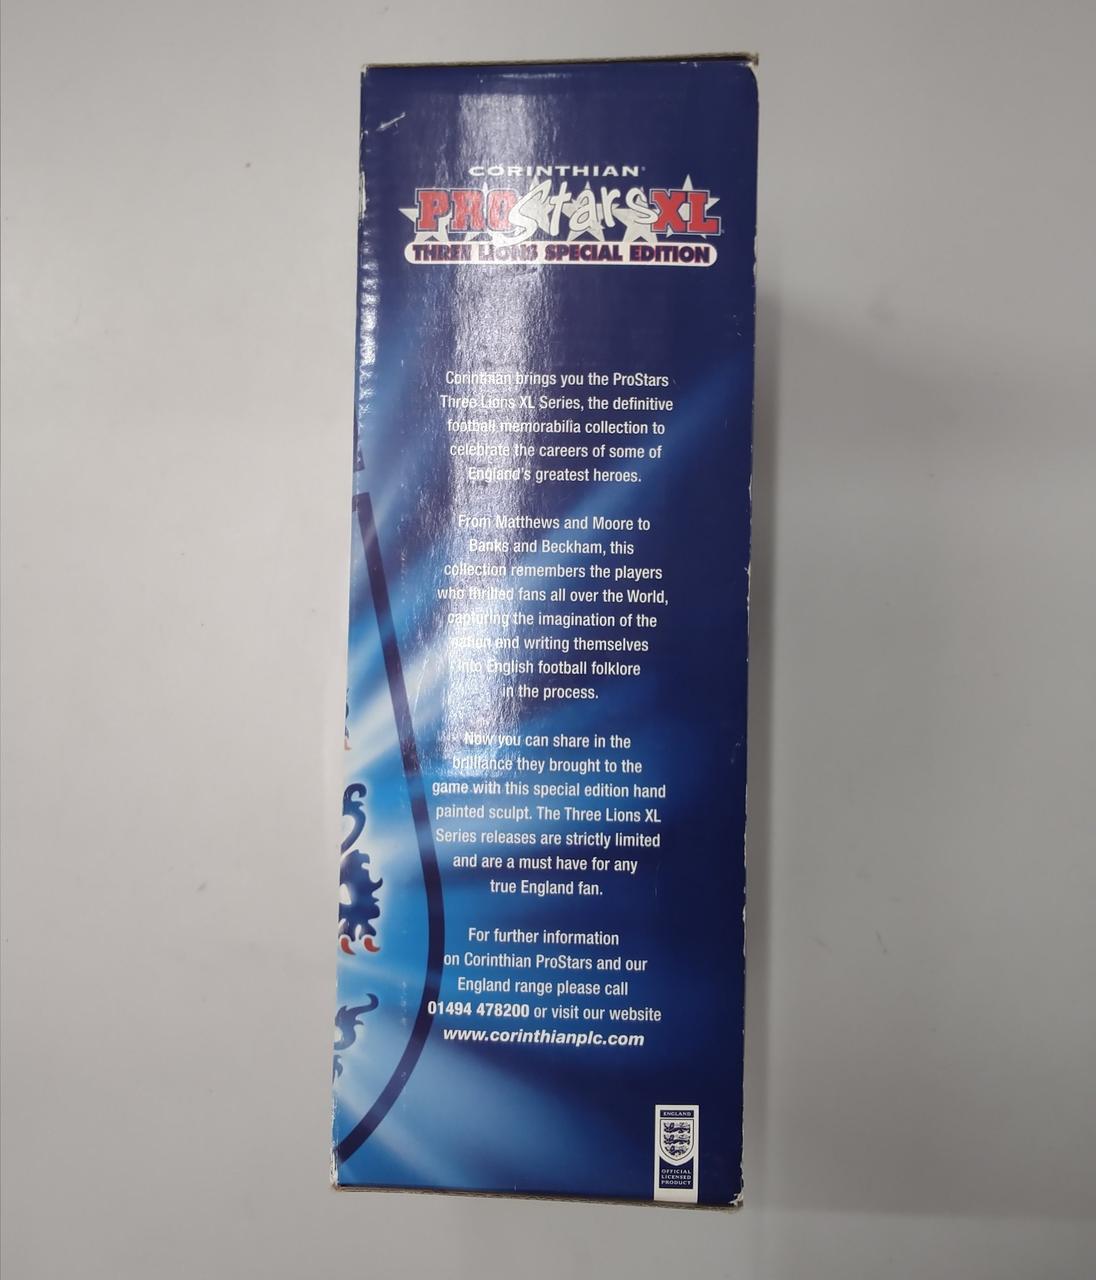 CORINTHIAN
PROStarsXL
THREE LIONS SPECIAL EDITION
Corinthian brings you the ProStars
Three Lions XL Series, the definitive
football memorabilia collection to
celebrate the careers of some of
England's greatest heroes.
From Matthews and Moore to
Banks and Beckham, this
collection remembers the players
who thrilled fans all over the World,
capturing the imagination of the
nation and writing themselves
into English football folklore
in the process.
Now you can share in the
brilliance they brought to the
game with this special edition hand
painted sculpt. The Three Lions XL
Series releases are strictly limited
and are a must have for any
true England fan.
For further information
on Corinthian ProStars and our
England range please call
01494 478200 or visit our website
www.corinthianplc.com
ENGLAND
OFFICIAL
LICENSED
PRODUCT